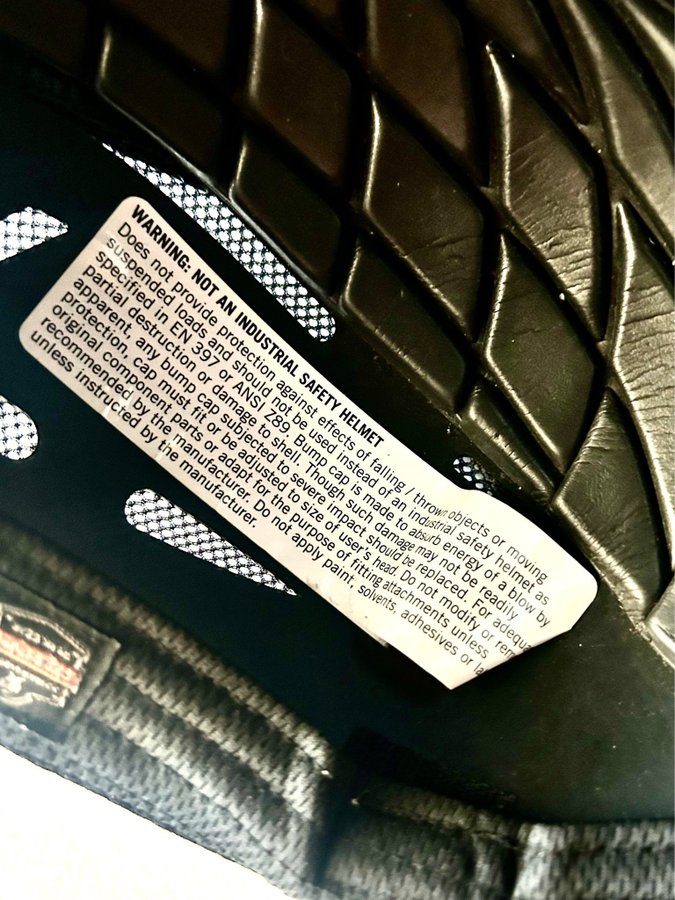 WARNING: NOT AN INDUSTRIAL SAFETY HELMET
Does not provide protection against effects of falling / thrown objects or moving
suspended loads and should not be used instead of an industrial safety helmet as
specified in EN 397 / ANSI Z89. Bump cap is made to absorb energy of a blow by
partial destruction or damage to shell. Though such damage may not be readily
apparent, any bump cap subjected to severe impact should be replaced. For adequa
protection, cap must fit or be adjusted to size of user's head. Do not modify or rem
original component parts or adapt for the purpose of fitting attachments unless
recommended by the manufacturer. Do not apply paint, solvents, adhesives or la
unless instructed by the manufacturer.